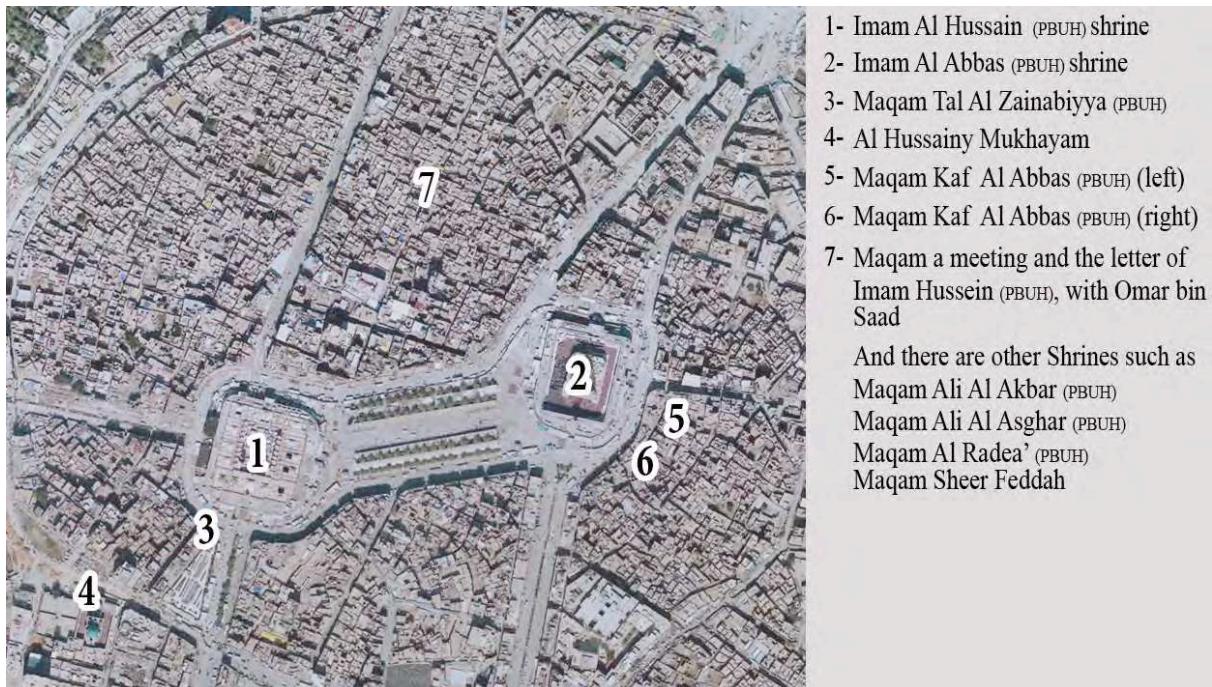 1- Imam Al Hussain (PBUH) shrine
2- Imam Al Abbas (PBUH) shrine
3- Maqam Tal Al Zainabiyya (PBUH)
4- Al Hussainy Mukhayam
5- Maqam Kaf Al Abbas (PBUH) (left)
6- Maqam Kaf Al Abbas (PBUH) (right)
7- Maqam a meeting and the letter of
Imam Hussein (PBUH), with Omar bin
Saad
And there are other Shrines such as
Maqam Ali Al Akbar (PBUH)
Maqam Ali Al Asghar (PBUH)
Maqam Al Radea’ (PBUH)
Maqam Sheer Feddah
7
2
5
1
6
3
4